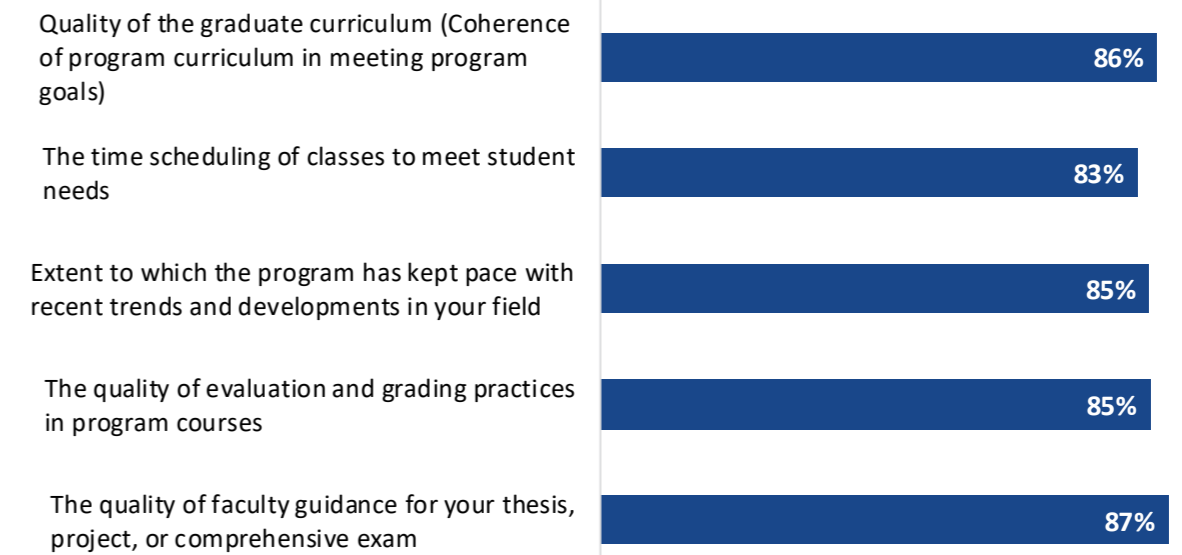 Quality of the graduate curriculum (Coherence
of program curriculum in meeting program
goals)
86%
The time scheduling of classes to meet student
needs
83%
Extent to which the program has kept pace with
recent trends and developments in your field
85%
The quality of evaluation and grading practices
in program courses
85%
The quality of faculty guidance for your thesis,
project, or comprehensive exam
87%